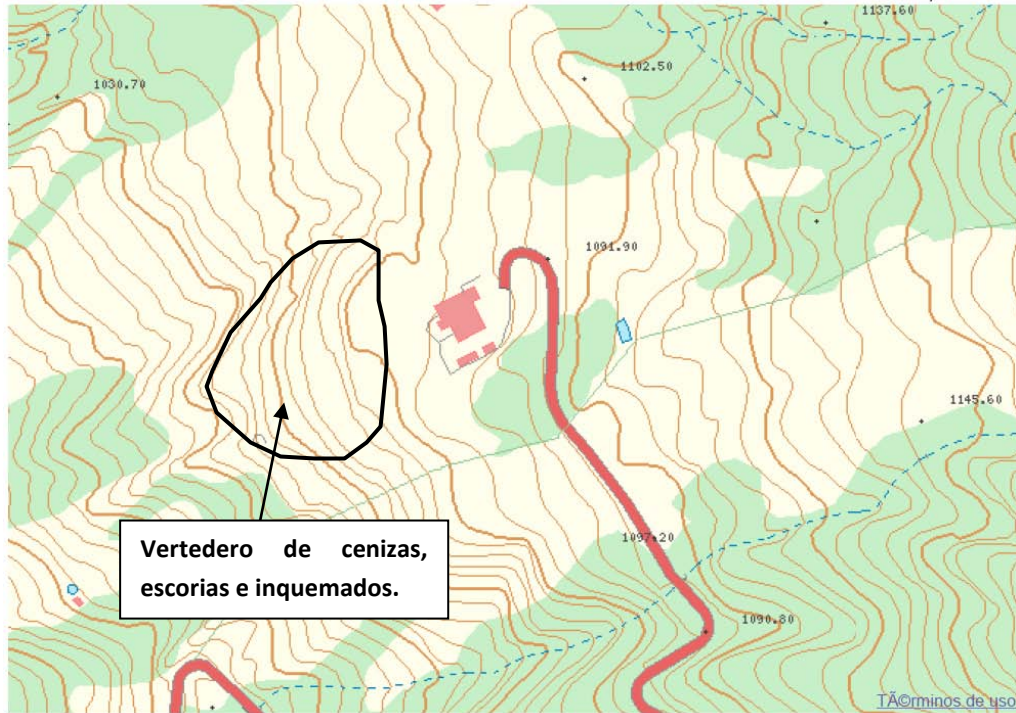 1137.60
1102.50
1030.70
1091.90
1145.60
1097.20
Vertedero de cenizas,
escorias e inquemados.
1090.80
TÃ©rminos de uso